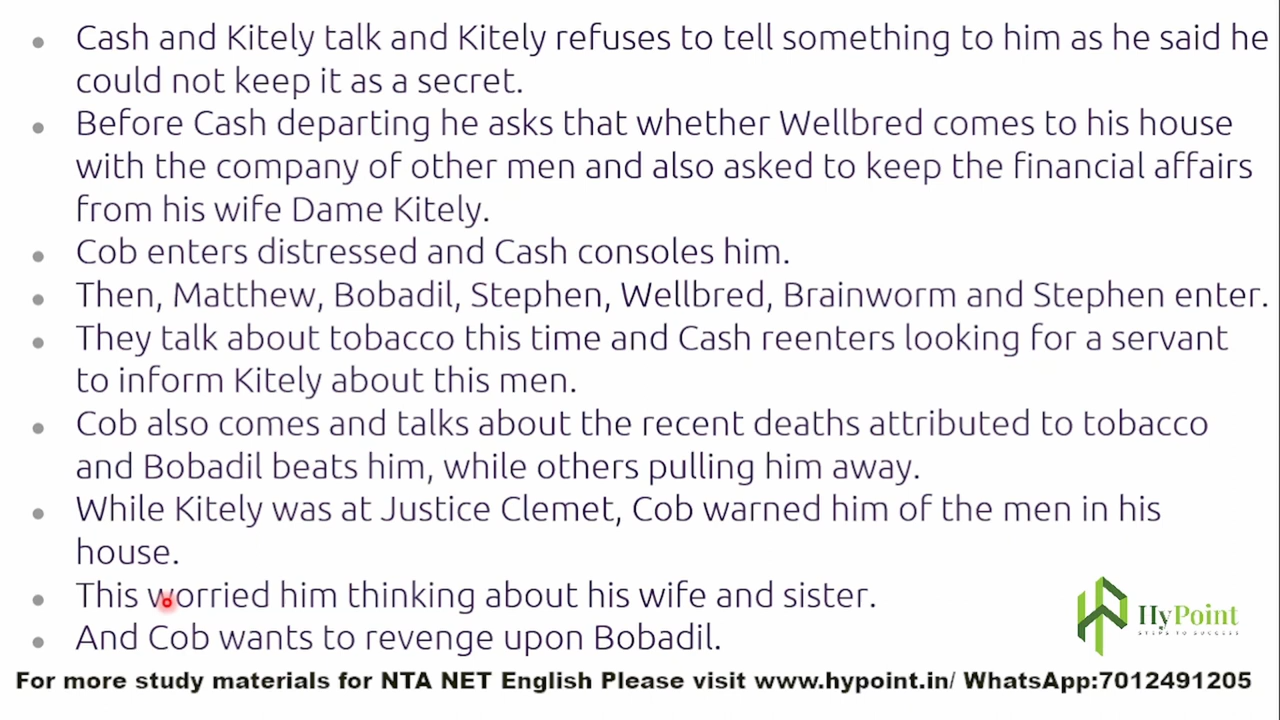 Cash and Kitely talk and Kitely refuses to tell something to him as he said he
could not keep it as a secret.
Before Cash departing he asks that whether Wellbred comes to his house
with the company of other men and also asked to keep the financial affairs
from his wife Dame Kitely.
Cob enters distressed and Cash consoles him.
Then, Matthew, Bobadil, Stephen, Wellbred, Brainworm and Stephen enter.
They talk about tobacco this time and Cash reenters looking for a servant
to inform Kitely about this men.
Cob also comes and talks about the recent deaths attributed to tobacco
and Bobadil beats him, while others pulling him away.
While Kitely was at Justice Clemet, Cob warned him of the men in his
house.
This worried him thinking about his wife and sister.
And Cob wants to revenge upon Bobadil.
HyPoint
STEPS TO SUCCESS
For more study materials for NTA NET English Please visit www.hypoint.in/ WhatsApp:7012491205